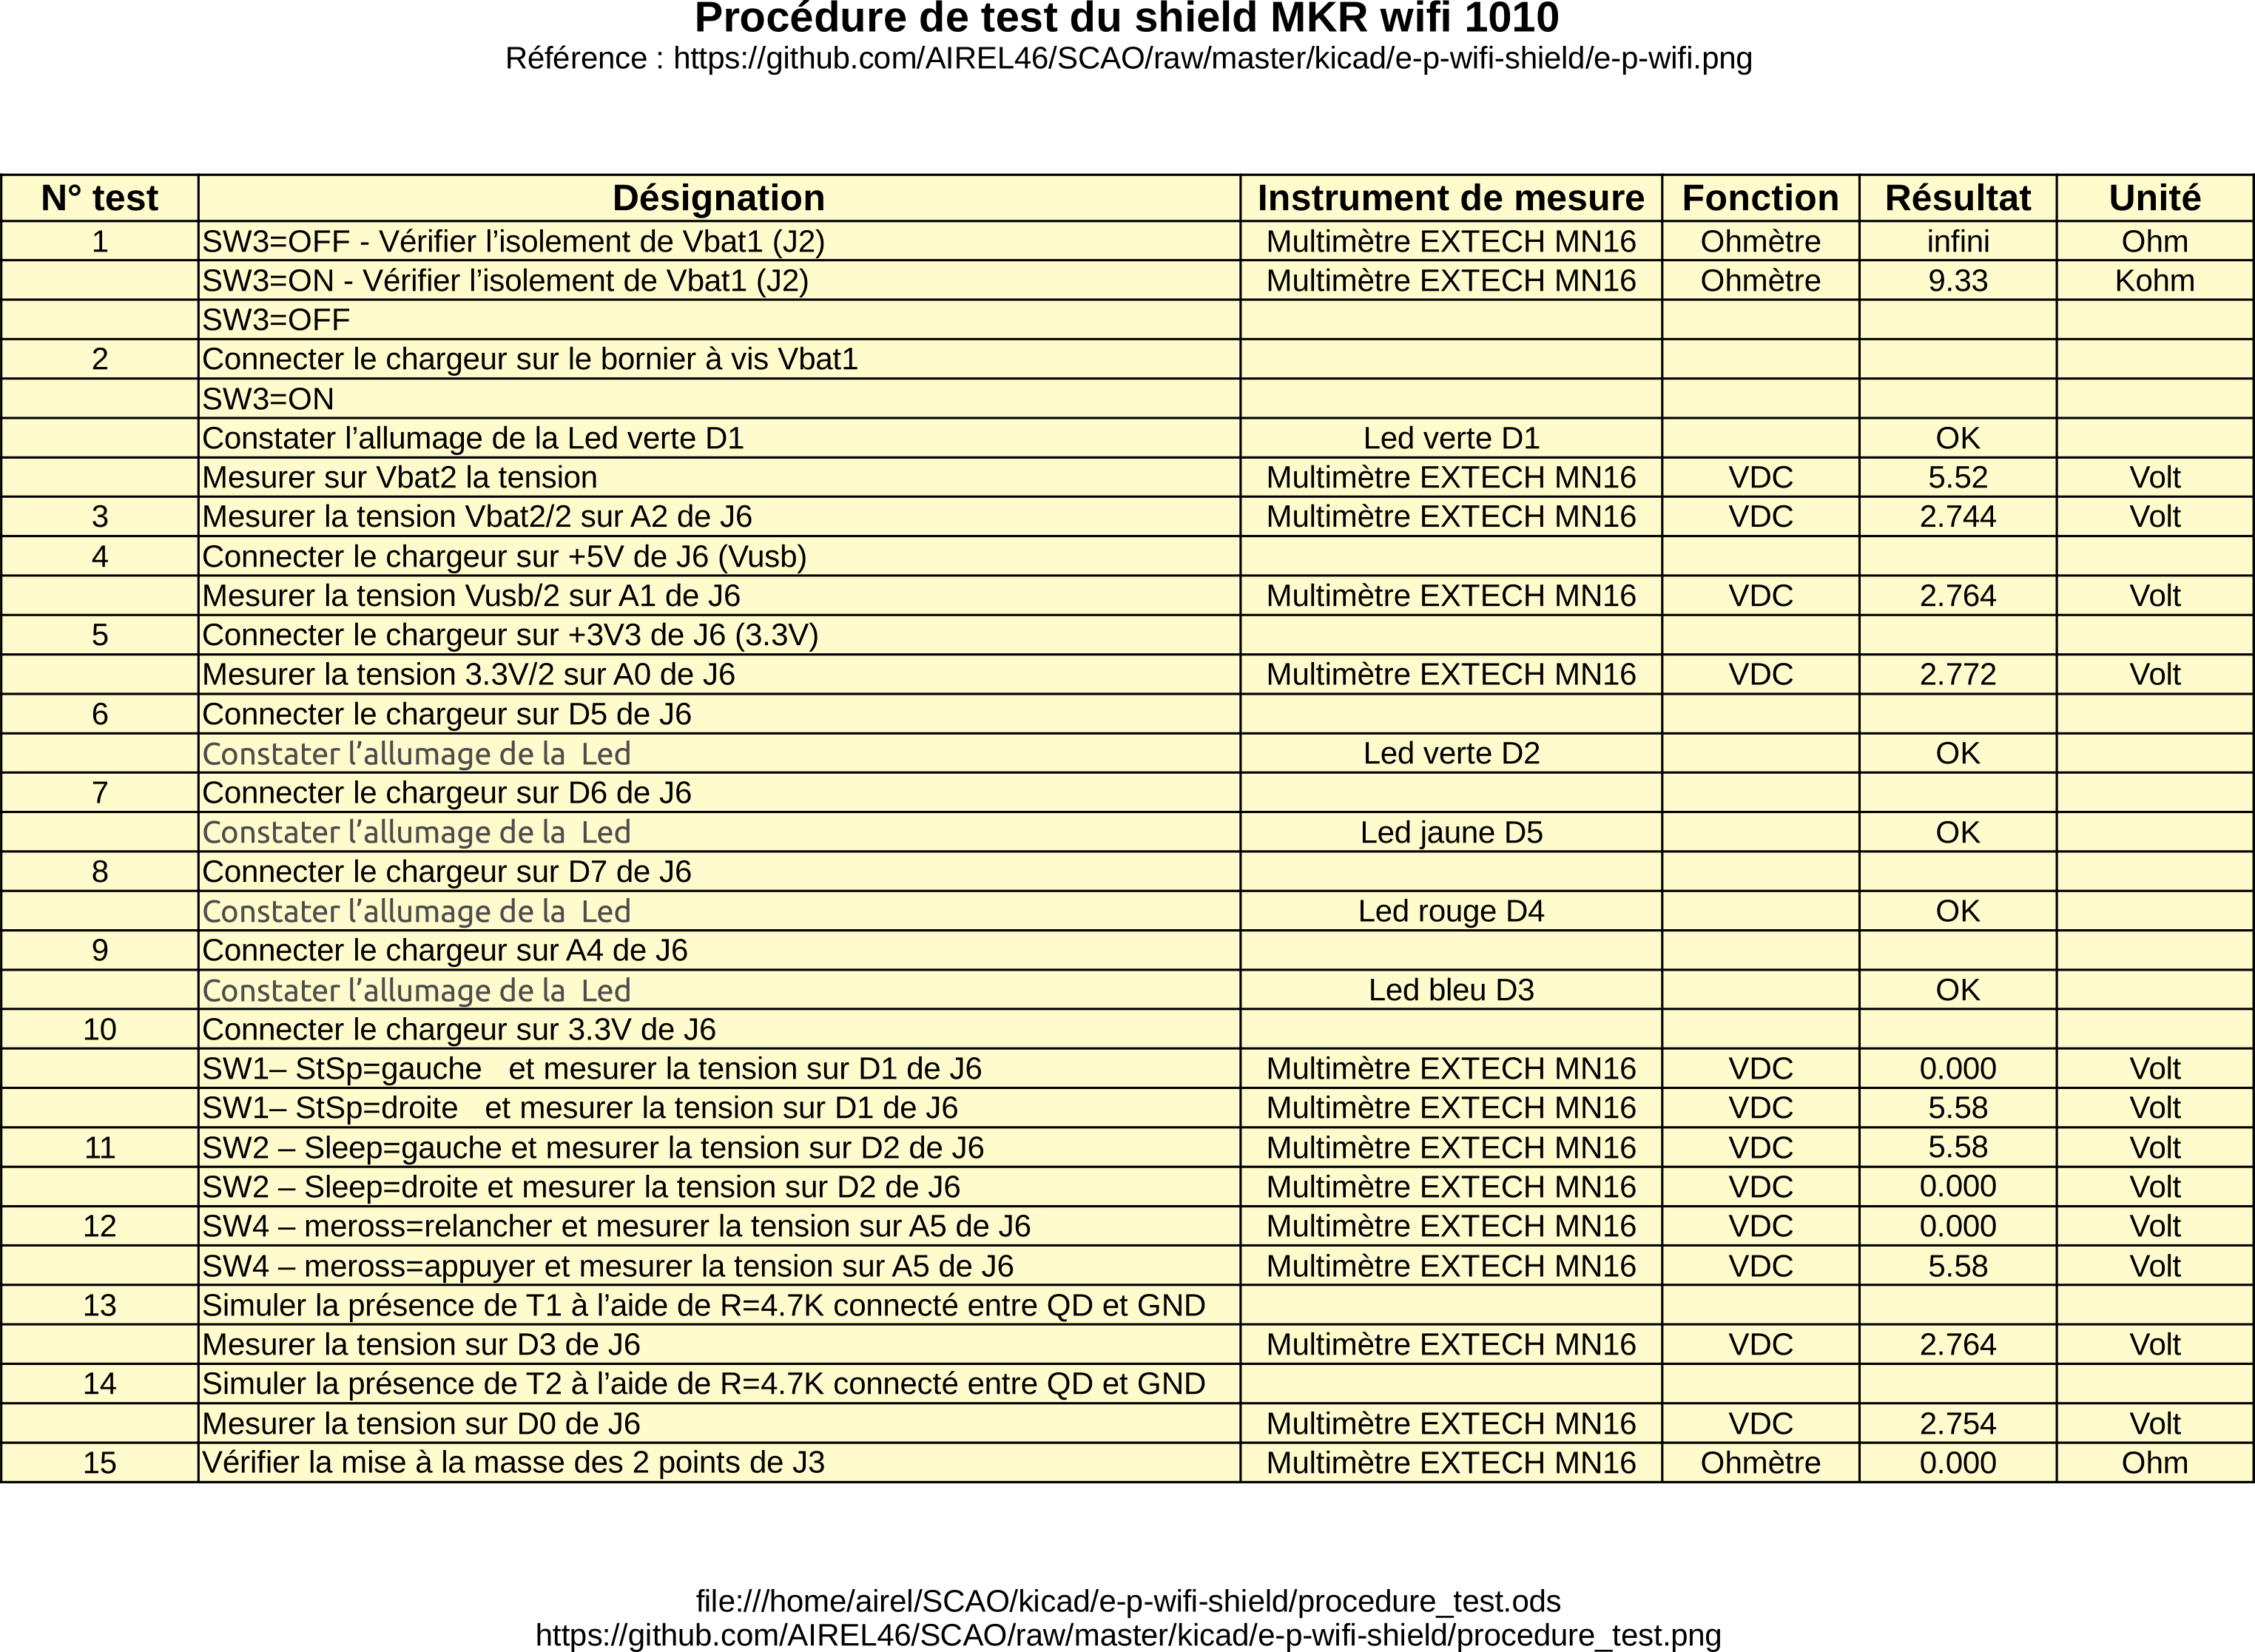 Procédure de test du shield MKR wifi 1010
Référence : https://github.com/AIREL46/SCAO/raw/master/kicad/e-p-wifi-shield/e-p-wifi.png
N° test Désignation Instrument de mesure Fonction Résultat Unité
1 SW3=OFF - Vérifier l’isolement de Vbat1 (J2) Multimètre EXTECH MN16 Ohmètre infini Ohm
SW3=ON - Vérifier l’isolement de Vbat1 (J2) Multimètre EXTECH MN16 Ohmètre 9.33 Kohm
SW3=OFF
2 Connecter le chargeur sur le bornier à vis Vbat1
SW3=ON
Constater l’allumage de la Led verte D1 Led verte D1 OK
Mesurer sur Vbat2 la tension Multimètre EXTECH MN16 VDC 5.52 Volt
3 Mesurer la tension Vbat2/2 sur A2 de J6 Multimètre EXTECH MN16 VDC 2.744 Volt
4 Connecter le chargeur sur +5V de J6 (Vusb)
Mesurer la tension Vusb/2 sur A1 de J6 Multimètre EXTECH MN16 VDC 2.764 Volt
5 Connecter le chargeur sur +3V3 de J6 (3.3V)
Mesurer la tension 3.3V/2 sur A0 de J6 Multimètre EXTECH MN16 VDC 2.772 Volt
6 Connecter le chargeur sur D5 de J6
Constater l’allumage de la Led Led verte D2 OK
7 Connecter le chargeur sur D6 de J6
Constater l’allumage de la Led Led jaune D5 OK
8 Connecter le chargeur sur D7 de J6
Constater l’allumage de la Led Led rouge D4 OK
9 Connecter le chargeur sur A4 de J6
Constater l’allumage de la Led Led bleu D3 OK
10 Connecter le chargeur sur 3.3V de J6
SW1– StSp=gauche et mesurer la tension sur D1 de J6 Multimètre EXTECH MN16 VDC 0.000 Volt
SW1– StSp=droite et mesurer la tension sur D1 de J6 Multimètre EXTECH MN16 VDC 5.58 Volt
11 SW2 – Sleep=gauche et mesurer la tension sur D2 de J6 Multimètre EXTECH MN16 VDC 5.58 Volt
SW2 – Sleep=droite et mesurer la tension sur D2 de J6 Multimètre EXTECH MN16 VDC 0.000 Volt
12 SW4 – meross=relancher et mesurer la tension sur A5 de J6 Multimètre EXTECH MN16 VDC 0.000 Volt
SW4 – meross=appuyer et mesurer la tension sur A5 de J6 Multimètre EXTECH MN16 VDC 5.58 Volt
13 Simuler la présence de T1 à l’aide de R=4.7K connecté entre QD et GND
Mesurer la tension sur D3 de J6 Multimètre EXTECH MN16 VDC 2.764 Volt
14 Simuler la présence de T2 à l’aide de R=4.7K connecté entre QD et GND
Mesurer la tension sur D0 de J6 Multimètre EXTECH MN16 VDC 2.754 Volt
15 Vérifier la mise à la masse des 2 points de J3 Multimètre EXTECH MN16 Ohmètre 0.000 Ohm
file:///home/airel/SCAO/kicad/e-p-wifi-shield/procedure_test.ods
https://github.com/AIREL46/SCAO/raw/master/kicad/e-p-wifi-shield/procedure_test.png